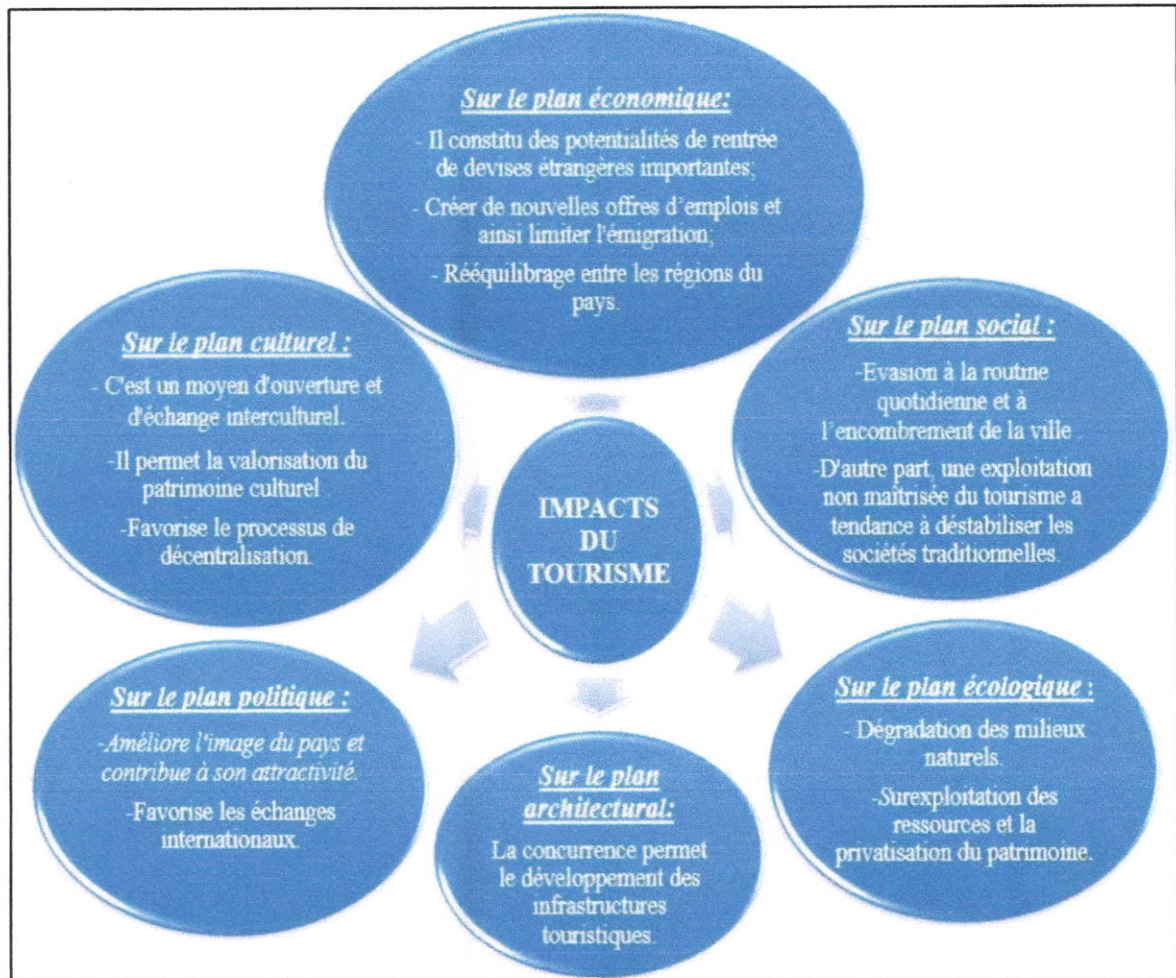 Sur le plan économique:
- Il constitu des potentialités de rentrée
de devises étrangères importantes;
- Créer de nouvelles offres d'emplois et
ainsi limiter l'émigration;
- Rééquilibrage entre les régions du
pays.
Sur le plan culturel :
- C'est un moyen d'ouverture et
d'échange interculturel.
-Il permet la valorisation du
patrimoine culturel
-Favorise le processus de
décentralisation.
Sur le plan social :
-Evasion à la routine
quotidienne et à
l'encombrement de la ville .
-D'autre part, une exploitation
non maîtrisée du tourisme a
tendance à déstabiliser les
sociétés traditionnelles.
IMPACTS
DU
TOURISME
Sur le plan politique :
-Améliore l'image du pays et
contribue à son attractivité.
-Favorise les échanges
internationaux.
Sur le plan
architectural:
La concurrence permet
le développement des
infrastructures
touristiques.
Sur le plan écologique :
- Dégradation des milieux
naturels.
-Surexploitation des
ressources et la
privatisation du patrimoine.